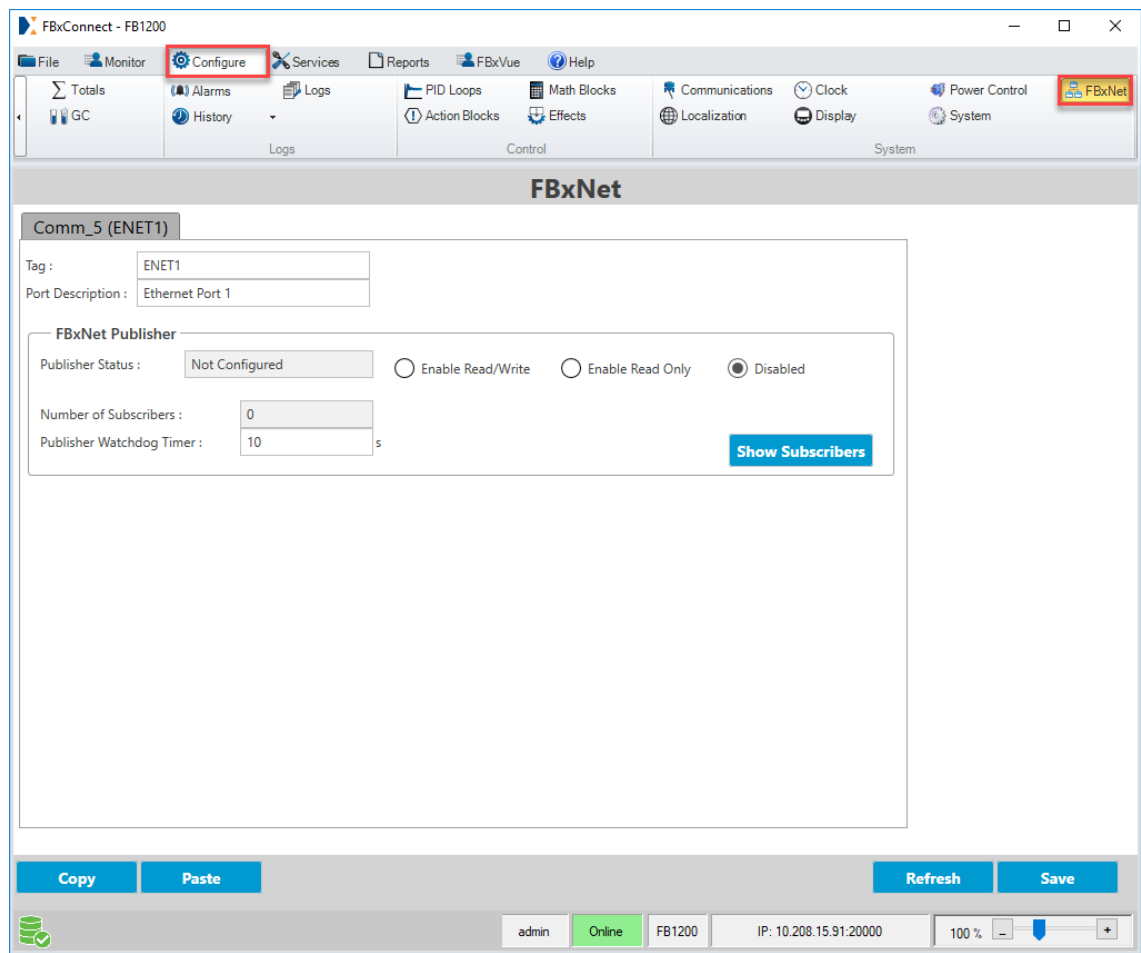 FBxConnect - FB1200
File Monitor Configure Services Reports FBxVue Help
Totals Alarms Logs PID Loops Math Blocks Communications Clock Power Control FBxNet
GC History Action Blocks Effects Localization Display System
Logs Control System
FBxNet
Comm_5 (ENET1)
Tag : ENET1
Port Description : Ethernet Port 1
FBxNet Publisher
Publisher Status : Not Configured Enable Read/Write Enable Read Only Disabled
Number of Subscribers : 0
Publisher Watchdog Timer : 10 s
Show Subscribers
Copy Paste Refresh Save
admin Online FB1200 IP: 10.208.15.91:20000 100 % - +